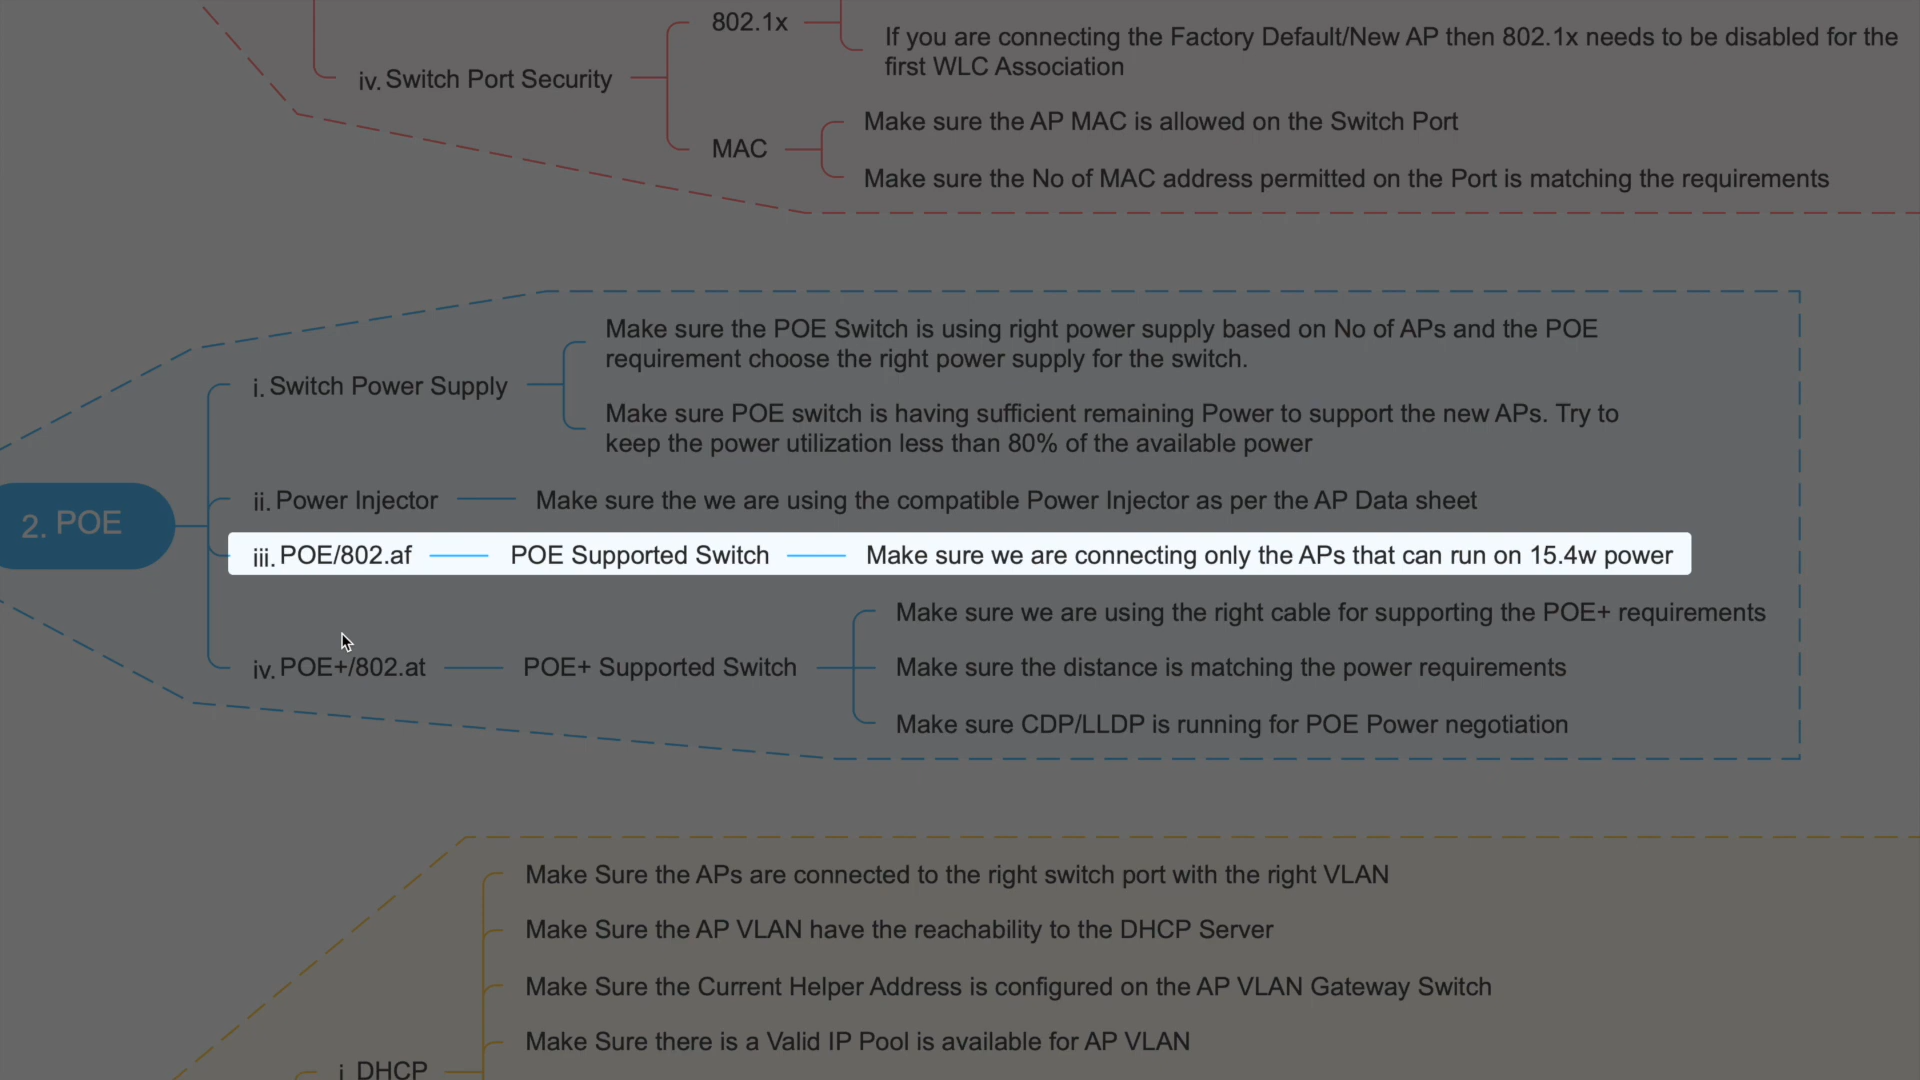 802.1x
If you are connecting the Factory Default/New AP then 802.1x needs to be disabled for the
first WLC Association
iv. Switch Port Security
Make sure the AP MAC is allowed on the Switch Port
MAC
Make sure the No of MAC address permitted on the Port is matching the requirements
Make sure the POE Switch is using right power supply based on No of APs and the POE
requirement choose the right power supply for the switch.
i. Switch Power Supply
Make sure POE switch is having sufficient remaining Power to support the new APs. Try to
keep the power utilization less than 80% of the available power
ii. Power Injector
Make sure the we are using the compatible Power Injector as per the AP Data sheet
2. POE
iii. POE/802.af
POE Supported Switch
Make sure we are connecting only the APs that can run on 15.4w power
Make sure we are using the right cable for supporting the POE+ requirements
iv. POE+/802.at
POE+ Supported Switch
Make sure the distance is matching the power requirements
Make sure CDP/LLDP is running for POE Power negotiation
Make Sure the APs are connected to the right switch port with the right VLAN
Make Sure the AP VLAN have the reachability to the DHCP Server
Make Sure the Current Helper Address is configured on the AP VLAN Gateway Switch
Make Sure there is a Valid IP Pool is available for AP VLAN
i. DHCP